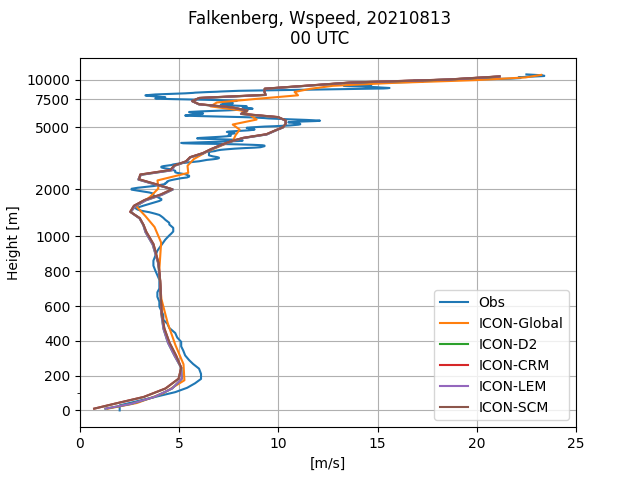 Falkenberg, Wspeed, 20210813
00 UTC
10000
7500
5000
2000
1000
800
600
400
200
0
Height [m]
0 5 10 15 20 25
[m/s]
Obs
ICON-Global
ICON-D2
ICON-CRM
ICON-LEM
ICON-SCM